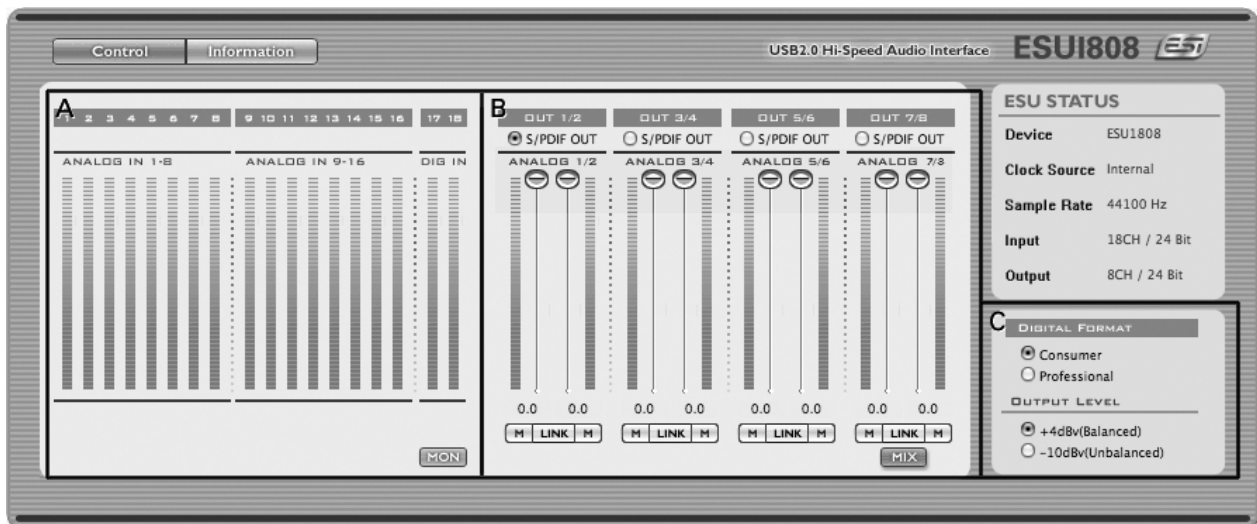 Control Information
USB2.0 Hi-Speed Audio Interface ESU1808 ESI
A
1 2 3 4 5 6 7 8 9 10 11 12 13 14 15 16 17 18
ANALOG IN 1-8 ANALOG IN 9-16 DIG IN
MON
B
OUT 1/2 OUT 3/4 OUT 5/6 OUT 7/8
S/PDIF OUT S/PDIF OUT S/PDIF OUT S/PDIF OUT
ANALOG 1/2 ANALOG 3/4 ANALOG 5/6 ANALOG 7/8
0.0 0.0 0.0 0.0 0.0 0.0 0.0 0.0
M LINK M M LINK M M LINK M M LINK M
MIX
ESU STATUS
Device ESU1808
Clock Source Internal
Sample Rate 44100 Hz
Input 18CH / 24 Bit
Output 8CH / 24 Bit
C
DIGITAL FORMAT
Consumer
Professional
OUTPUT LEVEL
+4dBv(Balanced)
-10dBv(Unbalanced)